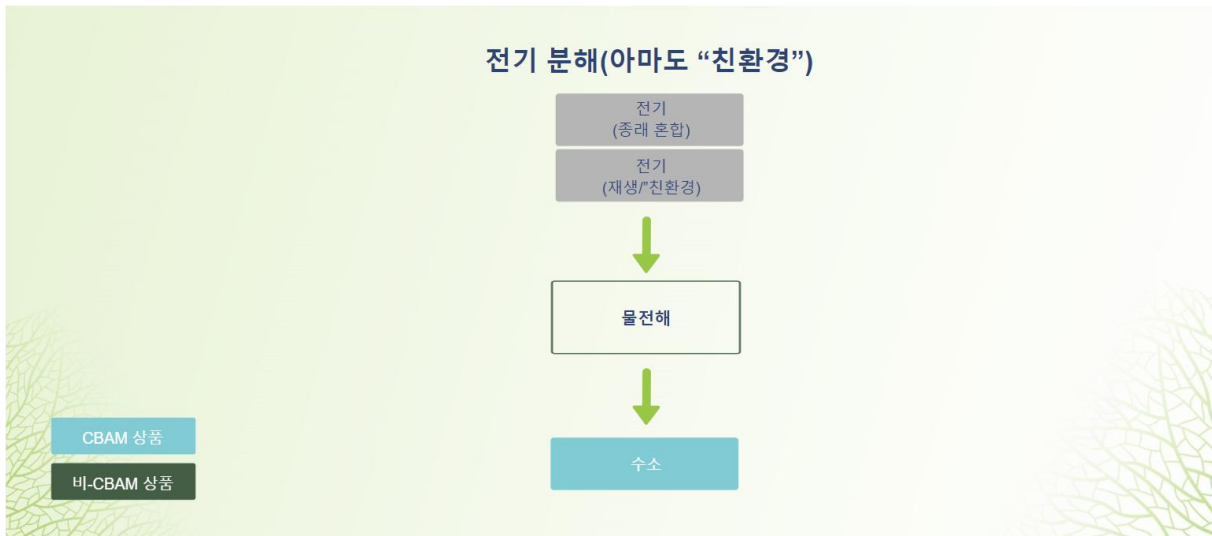 전기 분해(아마도 “친환경”)
전기
(종래 혼합)
전기
(재생/”친환경)
물전해
수소
CBAM 상품
비-CBAM 상품